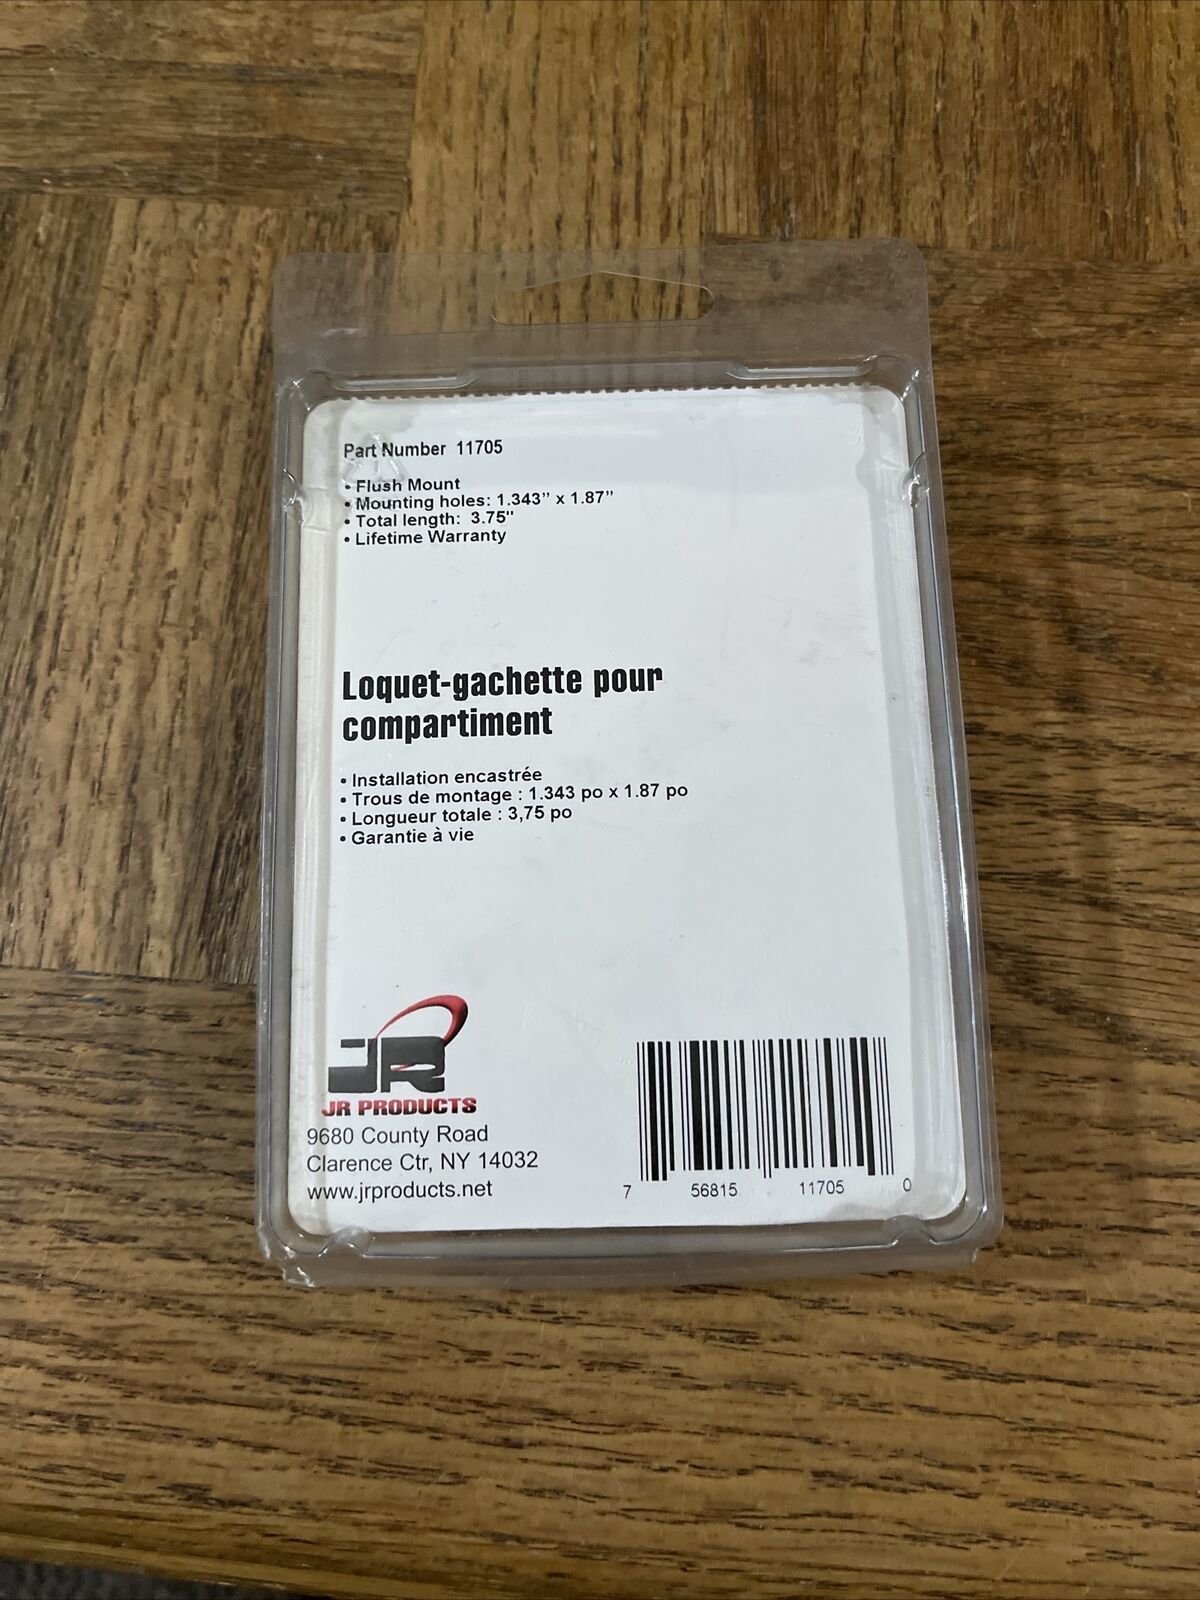 Part Number 11705
• Flush Mount
• Mounting holes: 1.343" x 1.87"
• Total length: 3.75"
• Lifetime Warranty
Loquet-gachette pour
compartiment
• Installation encastrée
• Trous de montage : 1.343 po x 1.87 po
• Longueur totale : 3,75 po
• Garantie à vie
JR
JR PRODUCTS
9680 County Road
Clarence Ctr, NY 14032
www.jrproducts.net
7 56815 11705 0